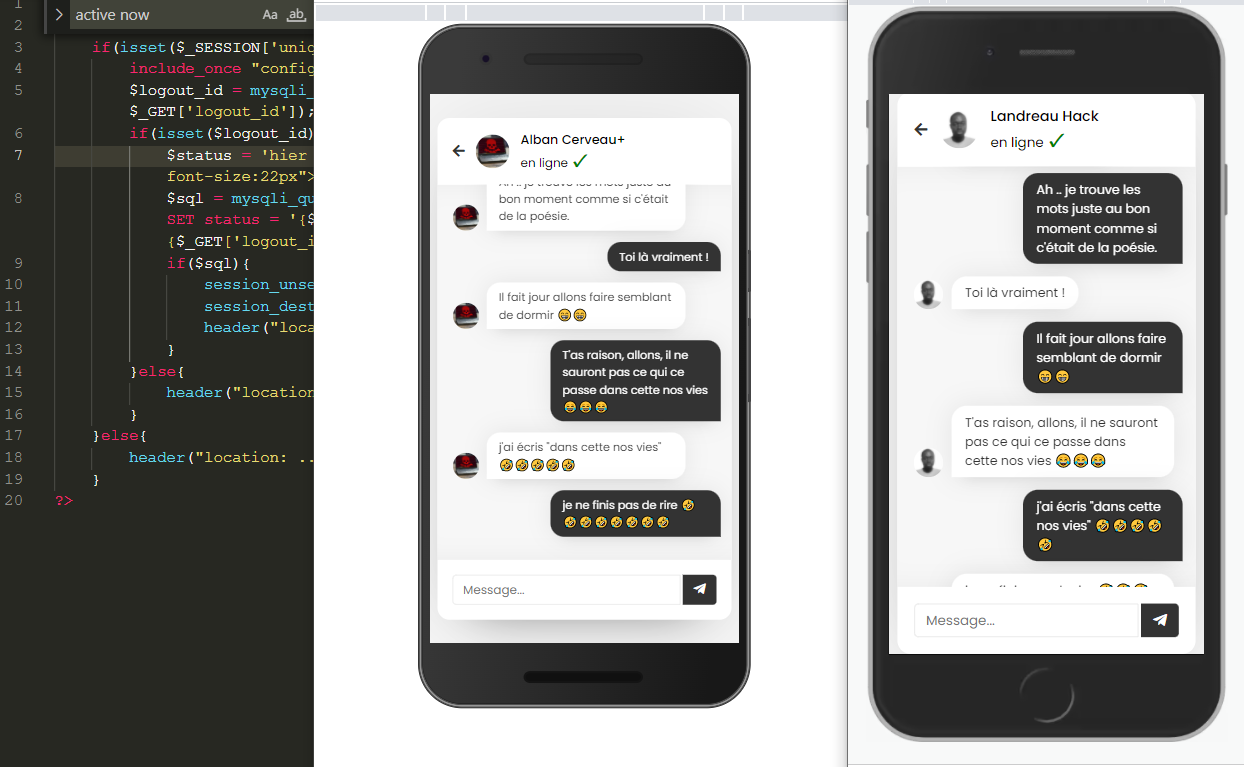 active now Aa ab
1
2
3 if(isset($_SESSION['uniq
4 include_once "config
5 $logout_id = mysqli_
$_GET['logout_id']);
6 if(isset($logout_id)
7 $status = 'hier
font-size:22px">
8 $sql = mysqli_qu
SET status = '{$
{$_GET['logout_i
9 if($sql){
10 session_unse
11 session_dest
12 header("loca
13 }
14 }else{
15 header("location
16 }
17 }else{
18 header("location: ..
19 }
20 ?>
Alban Cerveau+
en ligne ✓
Ah .. je trouve les mots juste au
bon moment comme si c'était
de la poésie.
Toi là vraiment !
Il fait jour allons faire semblant
de dormir 😁😁
T'as raison, allons, il ne
sauront pas ce qui ce
passe dans cette nos vies
😂😂😂
j'ai écris "dans cette nos vies"
🤣🤣🤣🤣🤣
je ne finis pas de rire 🤣
🤣🤣🤣🤣🤣🤣🤣
Message...
Landreau Hack
en ligne ✓
Ah .. je trouve les
mots juste au bon
moment comme si
c'était de la poésie.
Toi là vraiment !
Il fait jour allons faire
semblant de dormir
😁😁
T'as raison, allons, il ne sauront
pas ce qui ce passe dans
cette nos vies 😂😂😂
j'ai écris "dans cette
nos vies" 🤣🤣🤣🤣
🤣
Message...